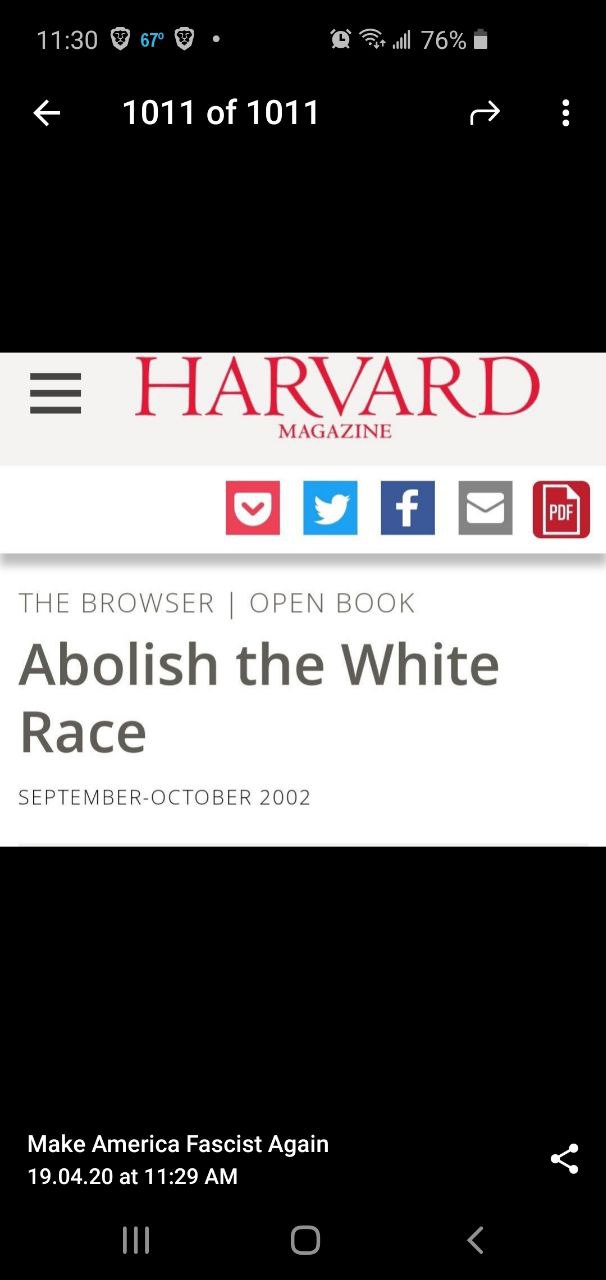 11:30 67° 76%
1011 of 1011
HARVARD
MAGAZINE
PDF
THE BROWSER | OPEN BOOK
Abolish the White
Race
SEPTEMBER-OCTOBER 2002
Make America Fascist Again
19.04.20 at 11:29 AM